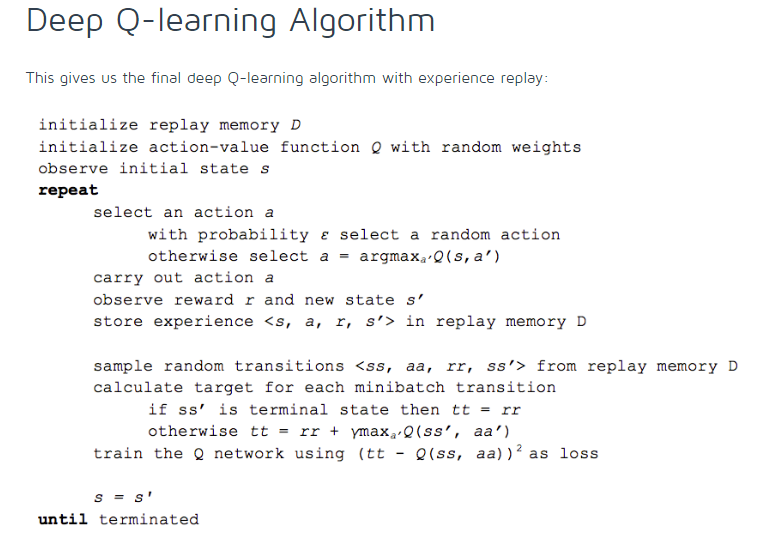 Deep Q-learning Algorithm
This gives us the final deep Q-learning algorithm with experience replay:
initialize replay memory D
initialize action-value function Q with random weights
observe initial state s
repeat
select an action a
with probability ε select a random action
otherwise select a = argmaxₐ′Q(s,a′)
carry out action a
observe reward r and new state s′
store experience <s, a, r, s′> in replay memory D
sample random transitions <ss, aa, rr, ss′> from replay memory D
calculate target for each minibatch transition
if ss′ is terminal state then tt = rr
otherwise tt = rr + γmaxₐ′Q(ss′, aa′)
train the Q network using (tt - Q(ss, aa))² as loss
s = s'
until terminated